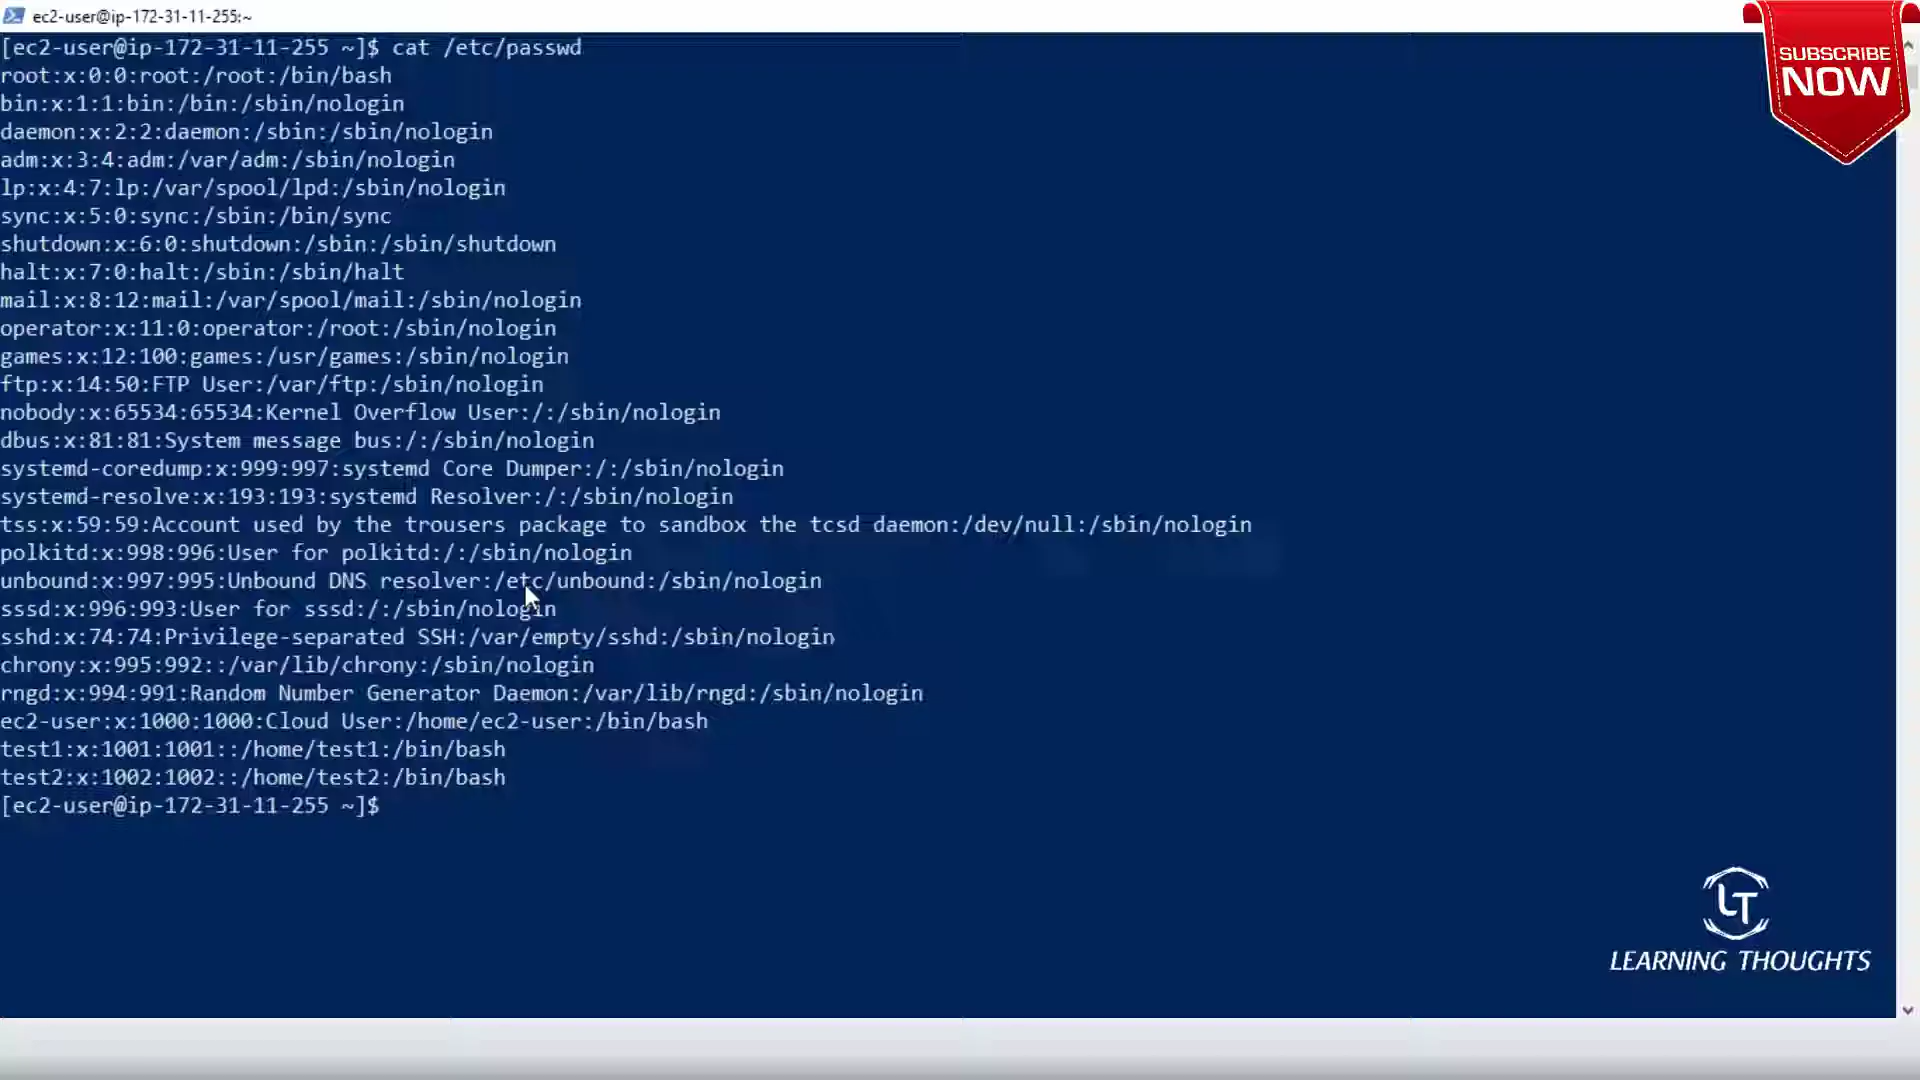 ec2-user@ip-172-31-11-255:~
[ec2-user@ip-172-31-11-255 ~]$ cat /etc/passwd
root:x:0:0:root:/root:/bin/bash
bin:x:1:1:bin:/bin:/sbin/nologin
daemon:x:2:2:daemon:/sbin:/sbin/nologin
adm:x:3:4:adm:/var/adm:/sbin/nologin
lp:x:4:7:lp:/var/spool/lpd:/sbin/nologin
sync:x:5:0:sync:/sbin:/bin/sync
shutdown:x:6:0:shutdown:/sbin:/sbin/shutdown
halt:x:7:0:halt:/sbin:/sbin/halt
mail:x:8:12:mail:/var/spool/mail:/sbin/nologin
operator:x:11:0:operator:/root:/sbin/nologin
games:x:12:100:games:/usr/games:/sbin/nologin
ftp:x:14:50:FTP User:/var/ftp:/sbin/nologin
nobody:x:65534:65534:Kernel Overflow User:/:/sbin/nologin
dbus:x:81:81:System message bus:/:/sbin/nologin
systemd-coredump:x:999:997:systemd Core Dumper:/:/sbin/nologin
systemd-resolve:x:193:193:systemd Resolver:/:/sbin/nologin
tss:x:59:59:Account used by the trousers package to sandbox the tcsd daemon:/dev/null:/sbin/nologin
polkitd:x:998:996:User for polkitd:/:/sbin/nologin
unbound:x:997:995:Unbound DNS resolver:/etc/unbound:/sbin/nologin
sssd:x:996:993:User for sssd:/:/sbin/nologin
sshd:x:74:74:Privilege-separated SSH:/var/empty/sshd:/sbin/nologin
chrony:x:995:992::/var/lib/chrony:/sbin/nologin
rngd:x:994:991:Random Number Generator Daemon:/var/lib/rngd:/sbin/nologin
ec2-user:x:1000:1000:Cloud User:/home/ec2-user:/bin/bash
test1:x:1001:1001::/home/test1:/bin/bash
test2:x:1002:1002::/home/test2:/bin/bash
[ec2-user@ip-172-31-11-255 ~]$
SUBSCRIBE
NOW
LT
LEARNING THOUGHTS